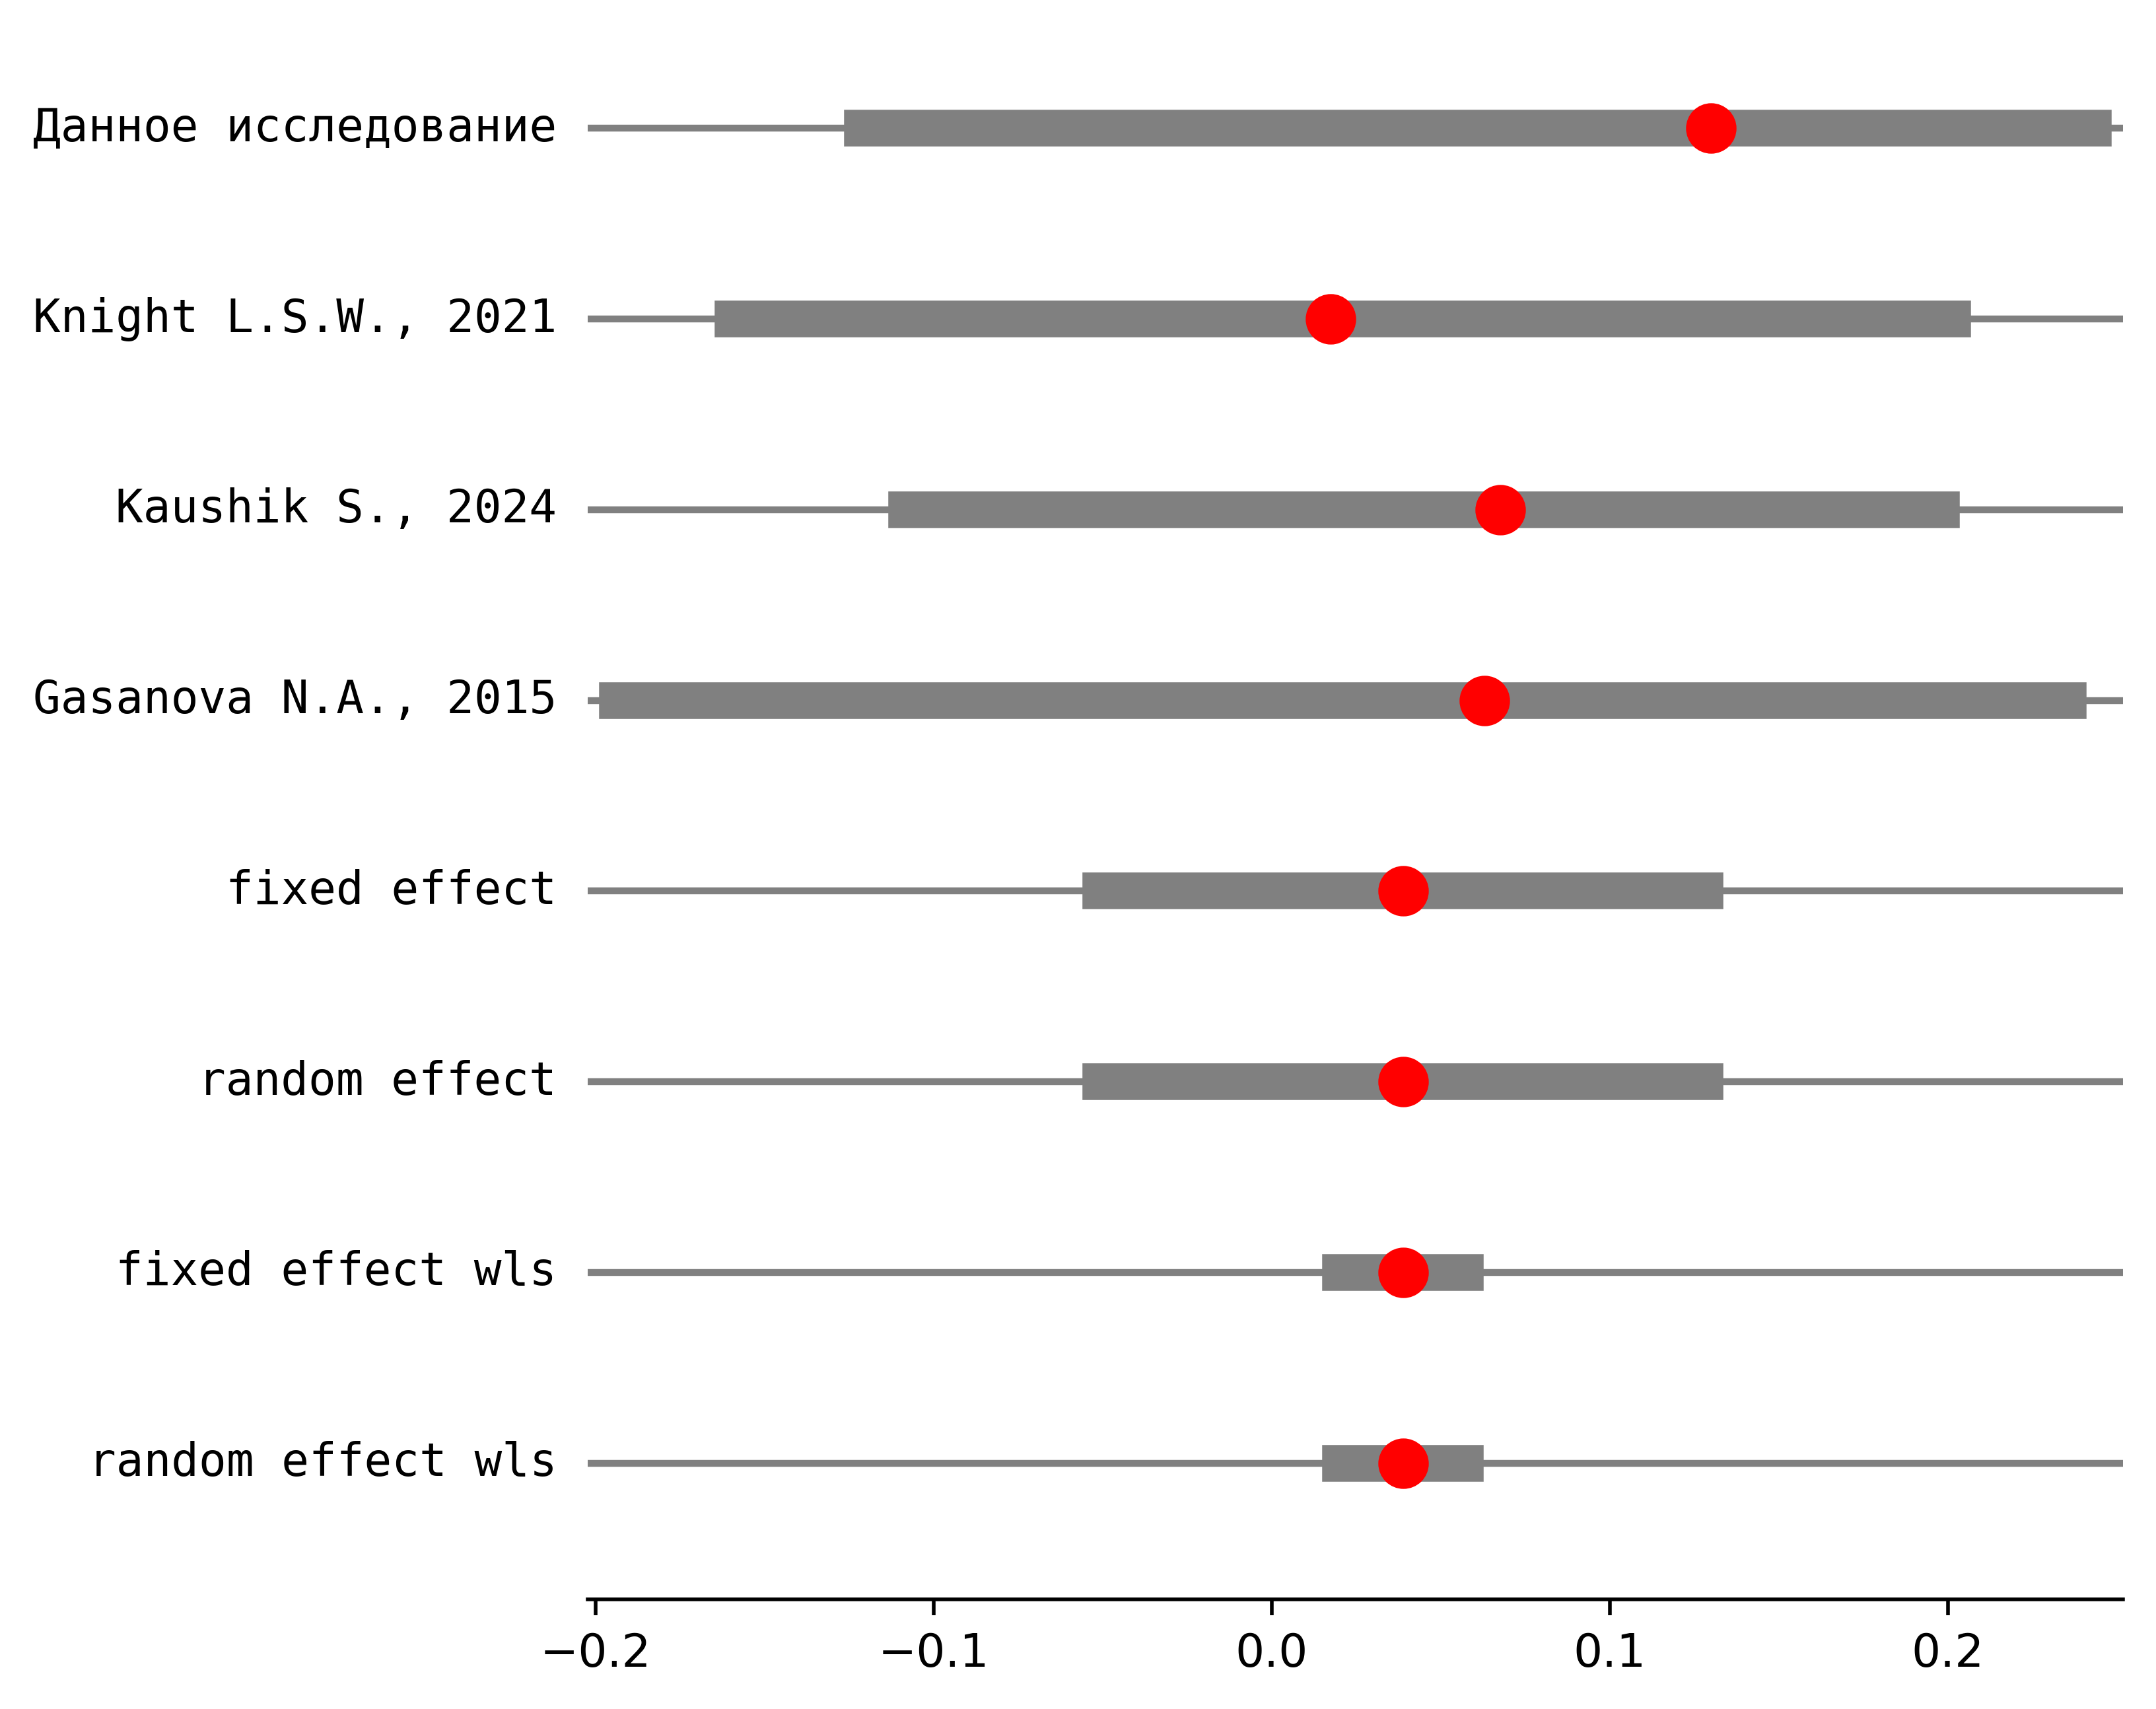 Данное исследование
Knight L.S.W., 2021
Kaushik S., 2024
Gasanova N.A., 2015
fixed effect
random effect
fixed effect wls
random effect wls
−0.2 −0.1 0.0 0.1 0.2